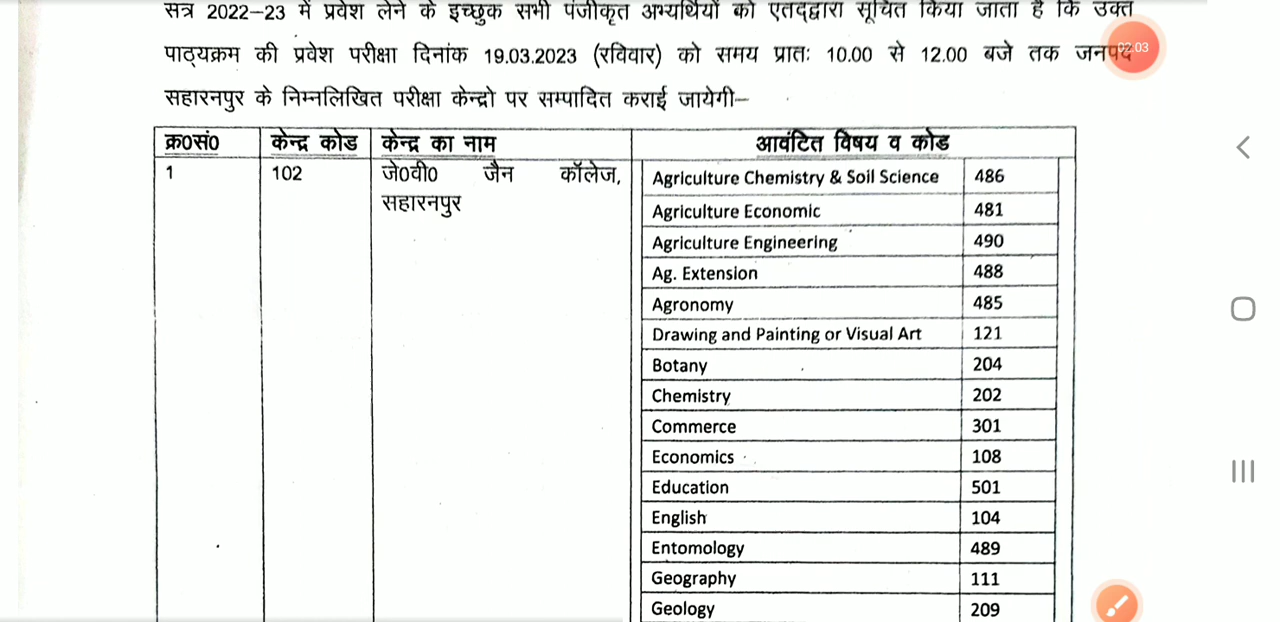 सत्र 2022–23 में प्रवेश लेने के इच्छुक सभी पंजीकृत अभ्यर्थियों को एतद्द्वारा सूचित किया जाता है कि उक्त
पाठ्यक्रम की प्रवेश परीक्षा दिनांक 19.03.2023 (रविवार) को समय प्रातः 10.00 से 12.00 बजे तक जनपद
02:03
सहारनपुर के निम्नलिखित परीक्षा केन्द्रो पर सम्पादित कराई जायेगी–
क्र0सं0 केन्द्र कोड केन्द्र का नाम आवंटित विषय व कोड
1 102 जे0वी0 जैन कॉलेज, Agriculture Chemistry & Soil Science 486
सहारनपुर
Agriculture Economic 481
Agriculture Engineering 490
Ag. Extension 488
Agronomy 485
Drawing and Painting or Visual Art 121
Botany 204
Chemistry 202
Commerce 301
Economics 108
Education 501
English 104
Entomology 489
Geography 111
Geology 209